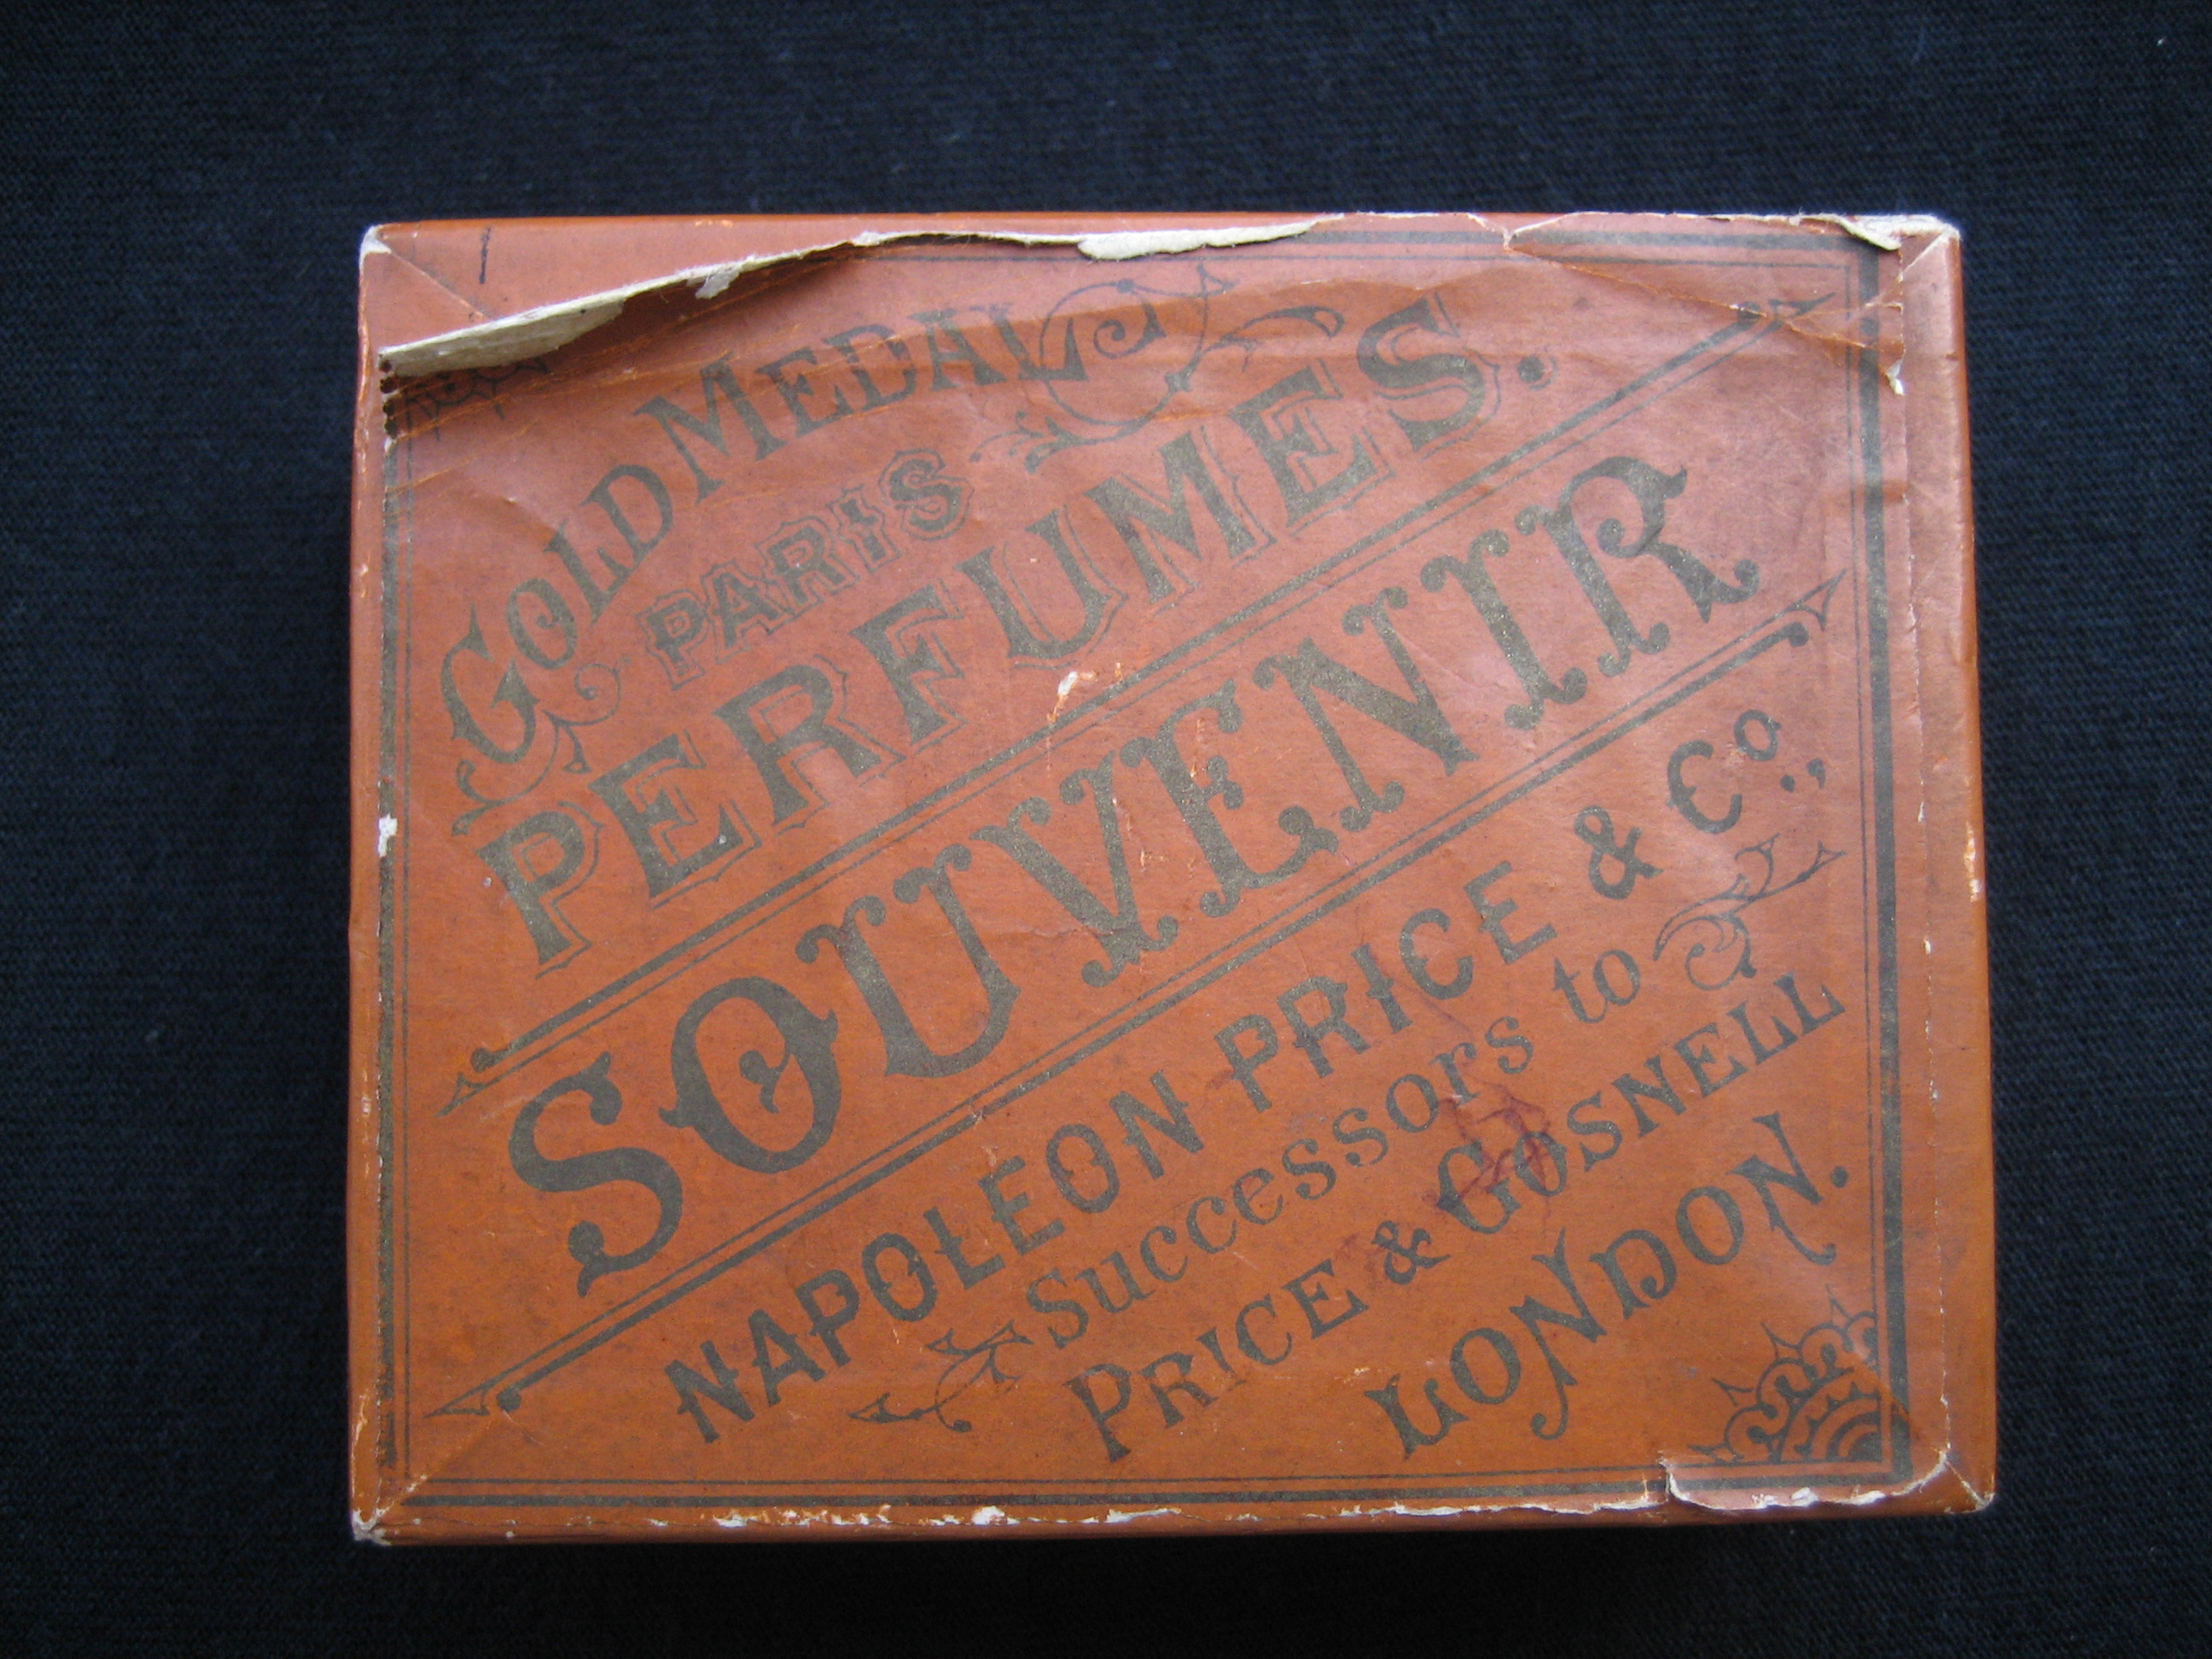 GOLD MEDAL
PARIS
PERFUMES.
SOUVENIR
NAPOLEON PRICE & Co.,
Successors to
PRICE & GOSNELL
LONDON.